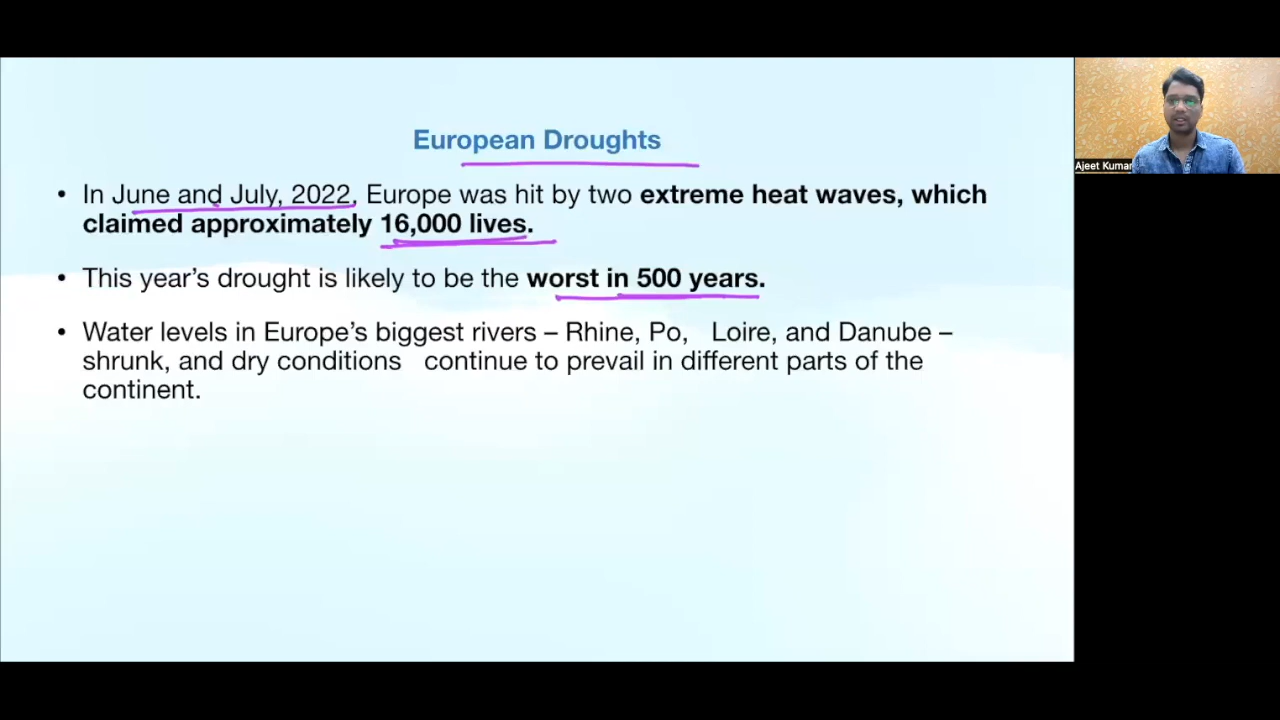 European Droughts
• In June and July, 2022, Europe was hit by two extreme heat waves, which
claimed approximately 16,000 lives.
• This year's drought is likely to be the worst in 500 years.
• Water levels in Europe's biggest rivers – Rhine, Po, Loire, and Danube –
shrunk, and dry conditions continue to prevail in different parts of the
continent.
Ajeet Kumar